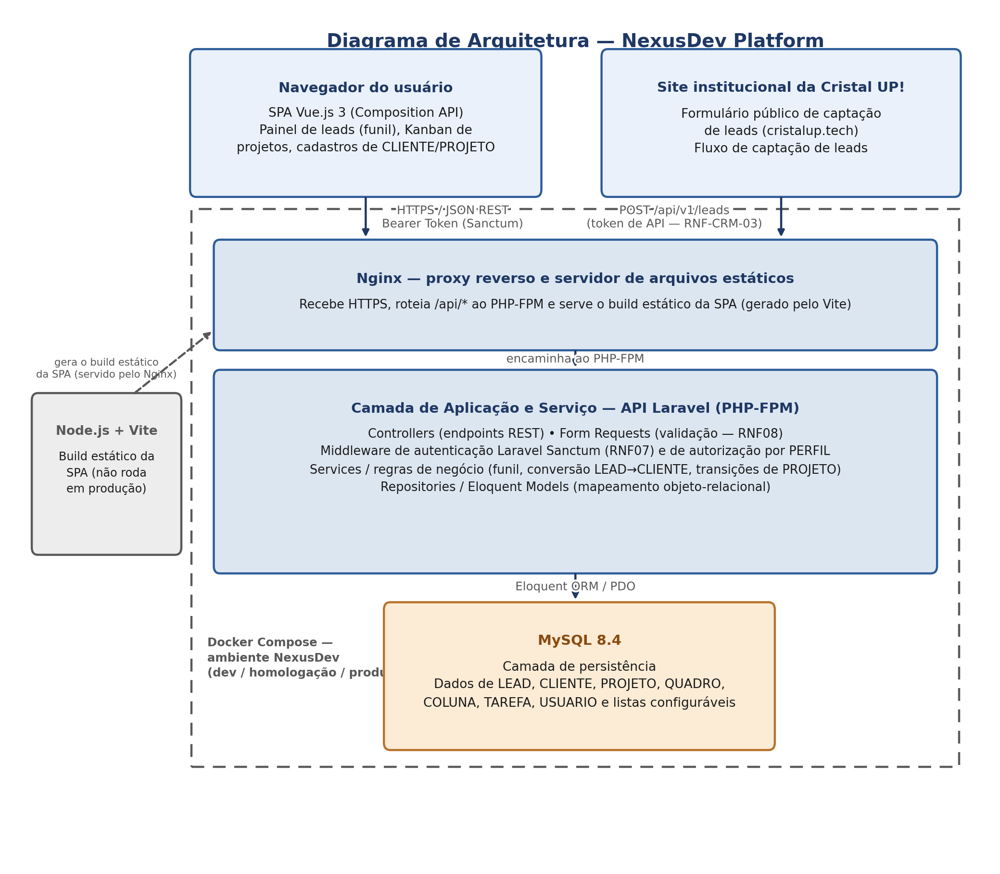 Diagrama de Arquitetura — NexusDev Platform
Navegador do usuário
SPA Vue.js 3 (Composition API)
Painel de leads (funil), Kanban de
projetos, cadastros de CLIENTE/PROJETO
Site institucional da Cristal UP!
Formulário público de captação
de leads (cristalup.tech)
Fluxo de captação de leads
HTTPS / JSON REST
Bearer Token (Sanctum)
POST /api/v1/leads
(token de API — RNF-CRM-03)
Nginx — proxy reverso e servidor de arquivos estáticos
Recebe HTTPS, roteia /api/* ao PHP-FPM e serve o build estático da SPA (gerado pelo Vite)
encaminha ao PHP-FPM
gera o build estático
da SPA (servido pelo Nginx)
Node.js + Vite
Build estático da
SPA (não roda
em produção)
Camada de Aplicação e Serviço — API Laravel (PHP-FPM)
Controllers (endpoints REST) • Form Requests (validação — RNF08)
Middleware de autenticação Laravel Sanctum (RNF07) e de autorização por PERFIL
Services / regras de negócio (funil, conversão LEAD→CLIENTE, transições de PROJETO)
Repositories / Eloquent Models (mapeamento objeto-relacional)
Eloquent ORM / PDO
Docker Compose —
ambiente NexusDev
(dev / homologação / produ
MySQL 8.4
Camada de persistência
Dados de LEAD, CLIENTE, PROJETO, QUADRO,
COLUNA, TAREFA, USUARIO e listas configuráveis